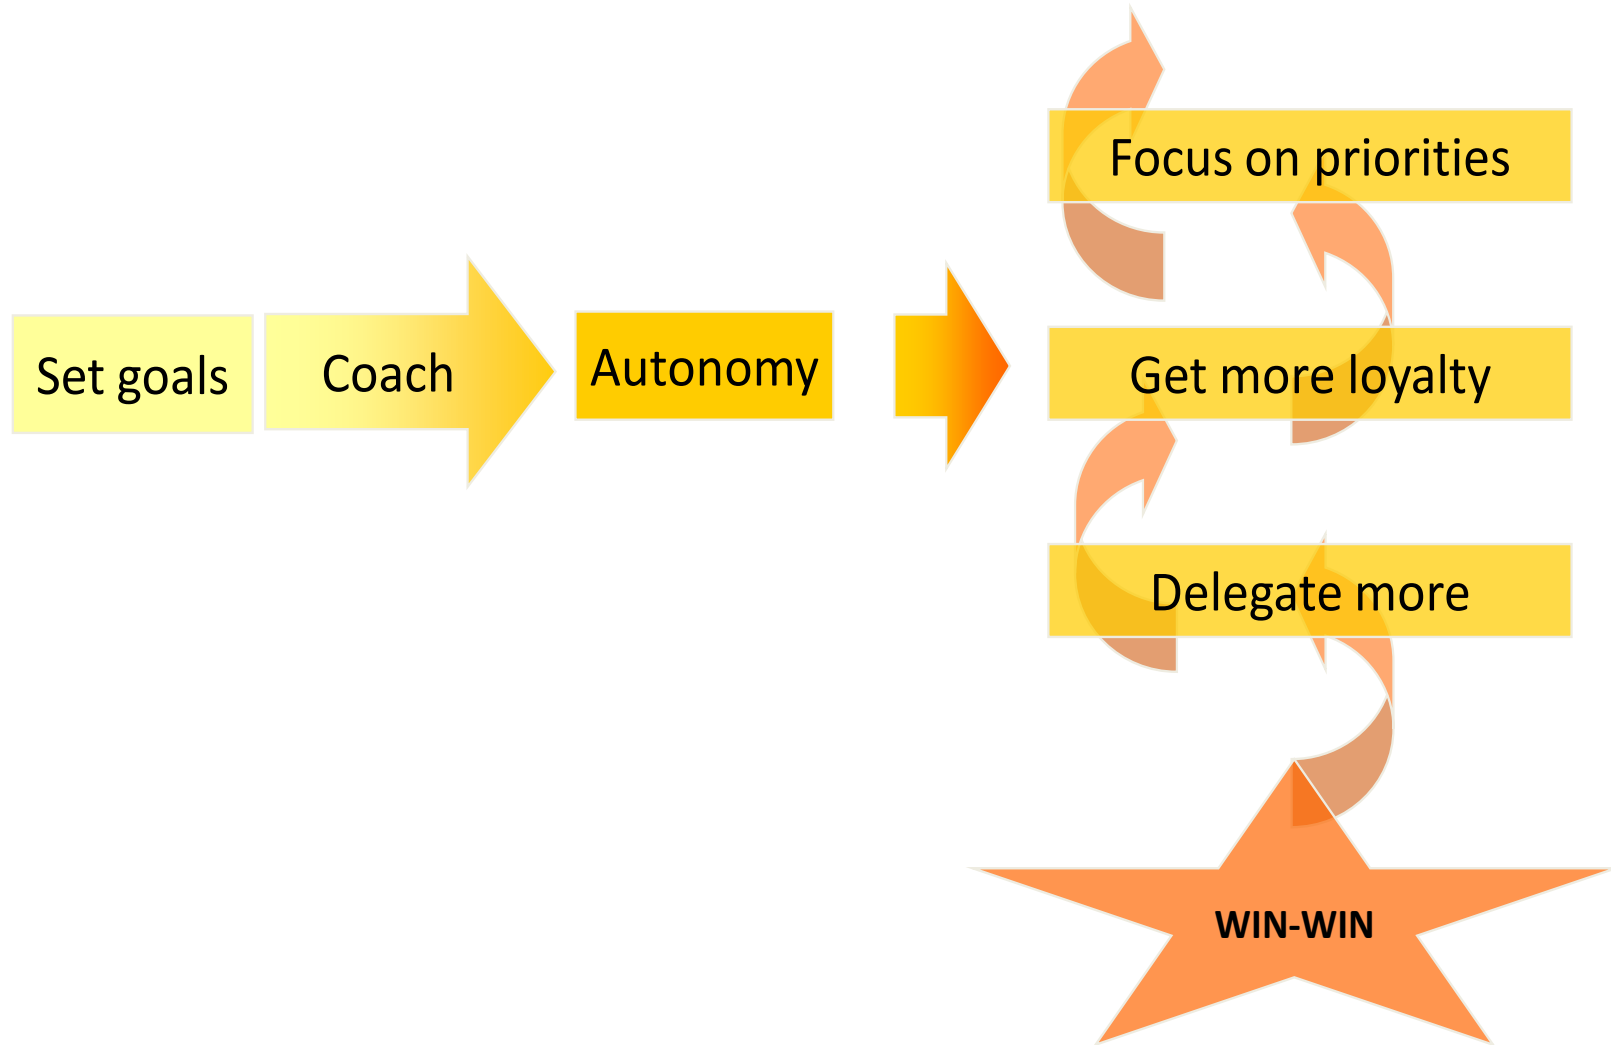 Set goals
Coach
Autonomy
Focus on priorities
Get more loyalty
Delegate more
WIN-WIN